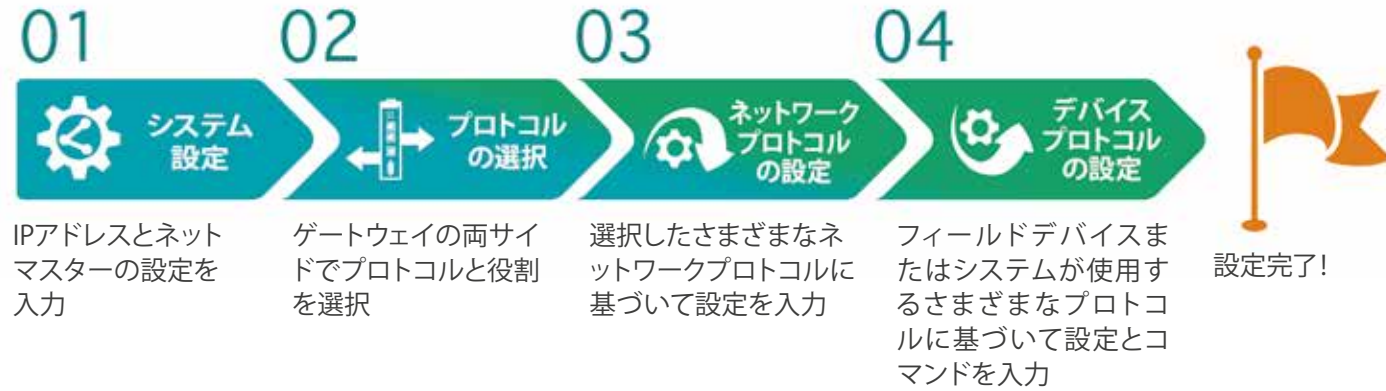 01
システム
設定
IPアドレスとネット
マスターの設定を
入力
02
プロトコル
の選択
ゲートウェイの両サイ
ドでプロトコルと役割
を選択
03
ネットワーク
プロトコル
の設定
選択したさまざまなネ
ットワークプロトコルに
基づいて設定を入力
04
デバイス
プロトコル
の設定
フィールドデバイスま
たはシステムが使用す
るさまざまなプロトコ
ルに基づいて設定とコ
マンドを入力
設定完了!